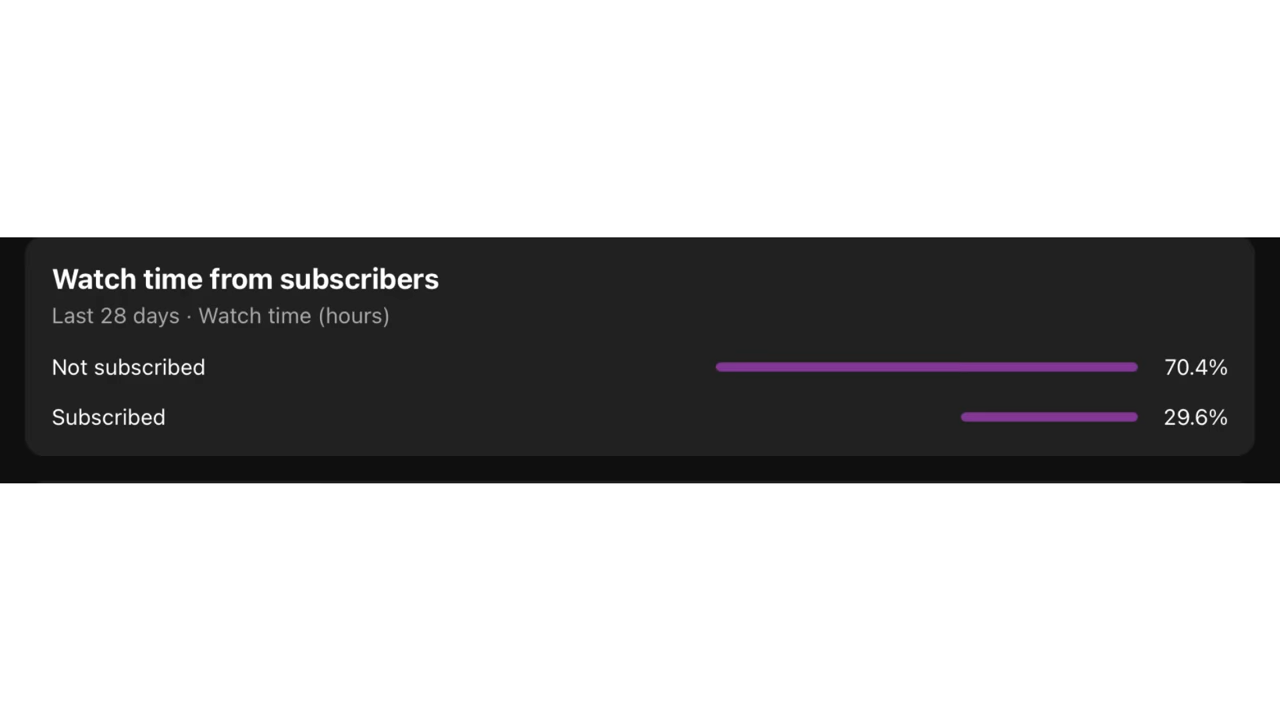 Watch time from subscribers
Last 28 days · Watch time (hours)
Not subscribed 70.4%
Subscribed 29.6%